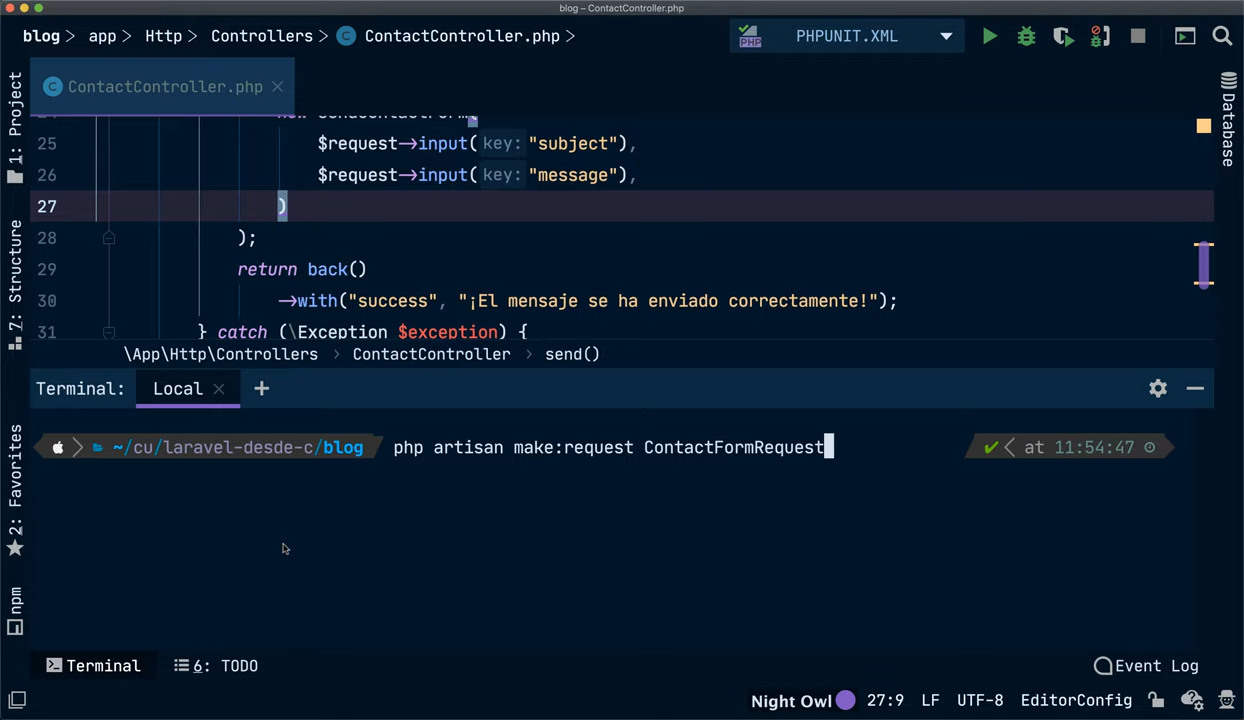 blog – ContactController.php
blog > app > Http > Controllers > C ContactController.php >
PHP PHPUNIT.XML
1: Project
7: Structure
2: Favorites
npm
Database
C ContactController.php ×
25 $request→input( key: "subject"),
26 $request→input( key: "message"),
27 )
28 );
29 return back()
30 →with("success", "¡El mensaje se ha enviado correctamente!");
31 } catch (\Exception $exception) {
\App\Http\Controllers › ContactController › send()
Terminal: Local × +
~/cu/laravel-desde-c/blog php artisan make:request ContactFormRequest ✔ at 11:54:47
Terminal 6: TODO Event Log
Night Owl 27:9 LF UTF-8 EditorConfig